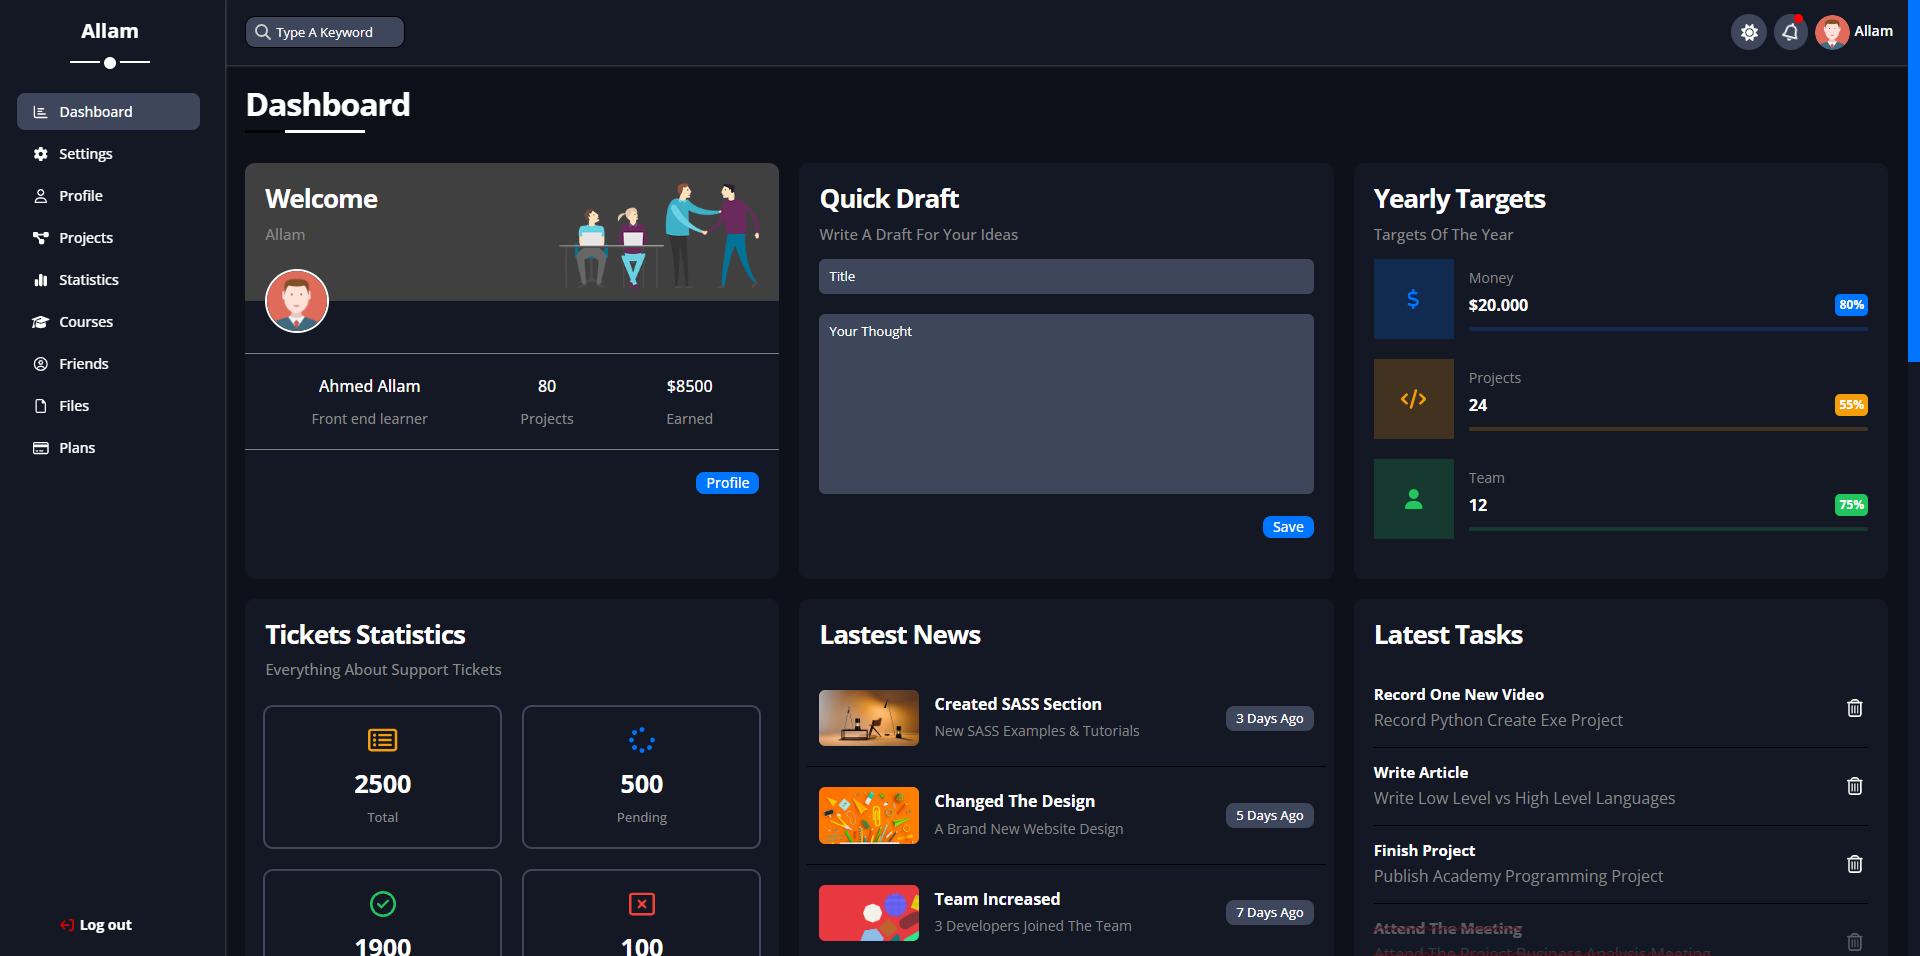 Allam
Dashboard
Settings
Profile
Projects
Statistics
Courses
Friends
Files
Plans
Log out
Type A Keyword
Allam
Dashboard
Welcome
Allam
Ahmed Allam
80
$8500
Front end learner
Projects
Earned
Profile
Quick Draft
Write A Draft For Your Ideas
Title
Your Thought
Save
Yearly Targets
Targets Of The Year
Money
$20.000
80%
Projects
24
55%
Team
12
75%
Tickets Statistics
Everything About Support Tickets
2500
Total
500
Pending
1900
100
Lastest News
Created SASS Section
New SASS Examples & Tutorials
3 Days Ago
Changed The Design
A Brand New Website Design
5 Days Ago
Team Increased
3 Developers Joined The Team
7 Days Ago
Latest Tasks
Record One New Video
Record Python Create Exe Project
Write Article
Write Low Level vs High Level Languages
Finish Project
Publish Academy Programming Project
Attend The Meeting
Attend The Project Business Analysis Meeting